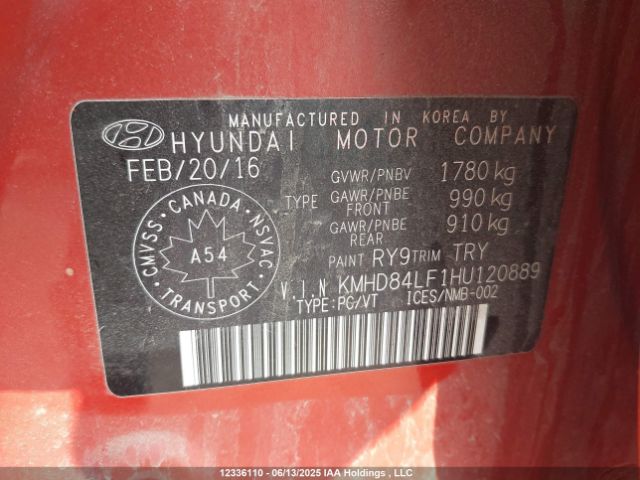 MANUFACTURED IN KOREA BY
HYUNDAI MOTOR COMPANY
FEB/20/16
GVWR/PNBV 1780 kg
TYPE GAWR/PNBE FRONT 990 kg
GAWR/PNBE REAR 910 kg
PAINT RY9 TRIM TRY
CMVSS • CANADA • NSVAC
A54
TRANSPORT
V.I.N KMHD84LF1HU120889
TYPE:PG/VT ICES/NMB-002
12336110 - 06/13/2025 IAA Holdings , LLC